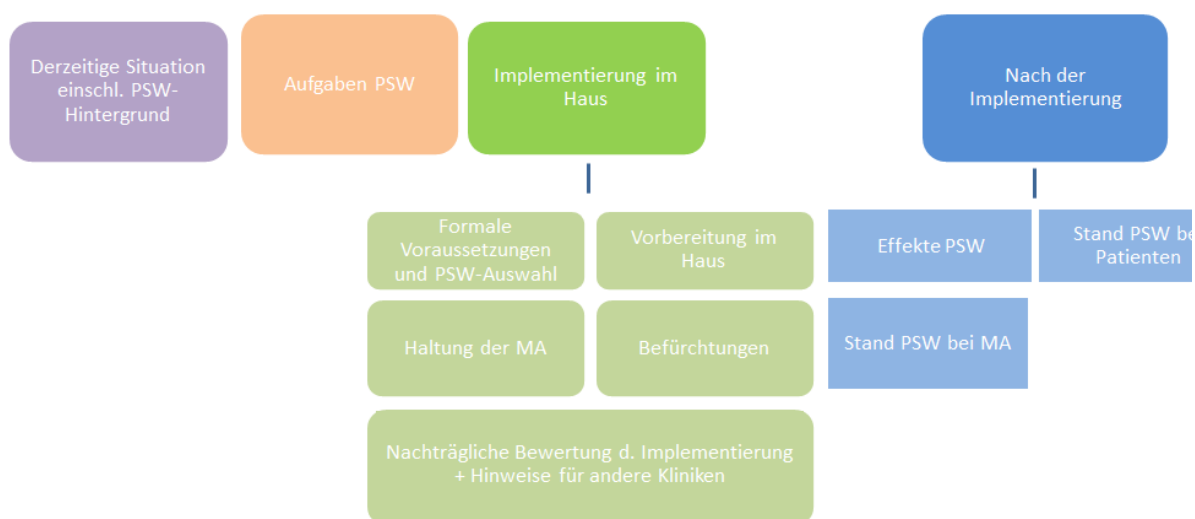 Derzeitige Situation
einschl. PSW-
Hintergrund
Aufgaben PSW
Implementierung im
Haus
Nach der
Implementierung
Formale
Voraussetzungen
und PSW-Auswahl
Vorbereitung im
Haus
Effekte PSW
Stand PSW be
Patienten
Haltung der MA
Befürchtungen
Stand PSW bei MA
Nachträgliche Bewertung d. Implementierung
+ Hinweise für andere Kliniken